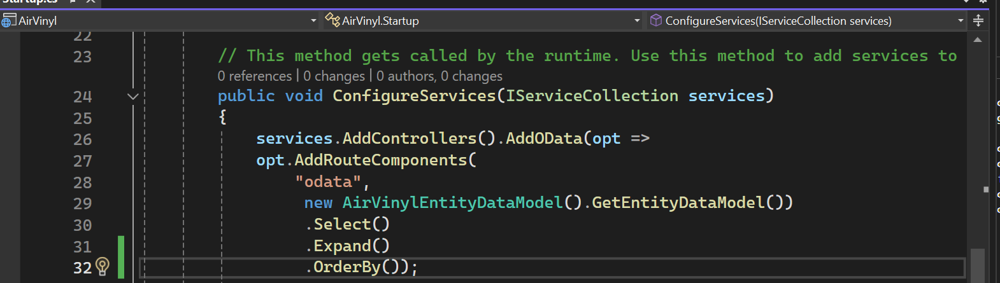 Startup.cs
AirVinyl AirVinyl.Startup ConfigureServices(IServiceCollection services)
22
23 // This method gets called by the runtime. Use this method to add services to
0 references | 0 changes | 0 authors, 0 changes
24 public void ConfigureServices(IServiceCollection services)
25 {
26 services.AddControllers().AddOData(opt =>
27 opt.AddRouteComponents(
28 "odata",
29 new AirVinylEntityDataModel().GetEntityDataModel())
30 .Select()
31 .Expand()
32 .OrderBy());